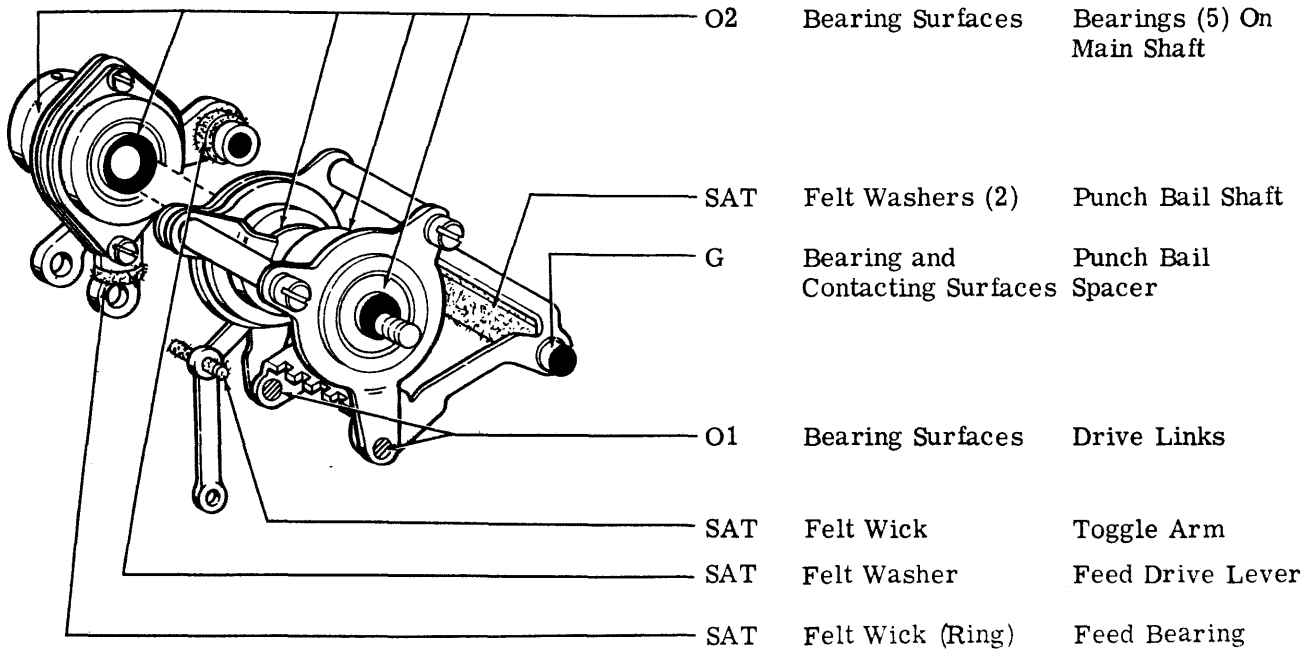 O2 Bearing Surfaces Bearings (5) On
Main Shaft
SAT Felt Washers (2) Punch Bail Shaft
G Bearing and Punch Bail
Contacting Surfaces Spacer
O1 Bearing Surfaces Drive Links
SAT Felt Wick Toggle Arm
SAT Felt Washer Feed Drive Lever
SAT Felt Wick (Ring) Feed Bearing